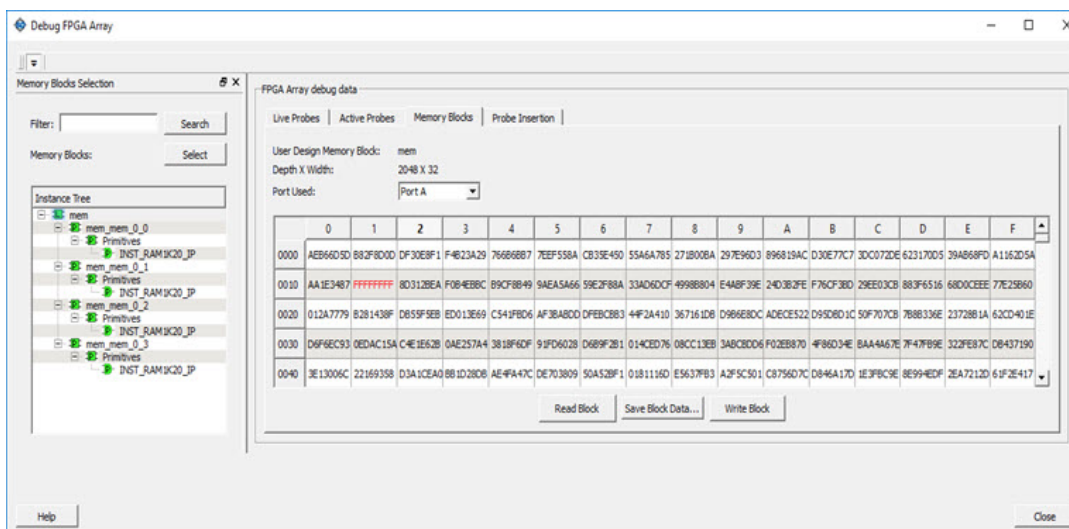 Debug FPGA Array
Memory Blocks Selection
Filter:
Search
Memory Blocks:
Select
Instance Tree
mem
mem_mem_0_0
Primitives
INST_RAM1K20_IP
mem_mem_0_1
Primitives
INST_RAM1K20_IP
mem_mem_0_2
Primitives
INST_RAM1K20_IP
mem_mem_0_3
Primitives
INST_RAM1K20_IP
FPGA Array debug data
Live Probes Active Probes Memory Blocks Probe Insertion
User Design Memory Block: mem
Depth X Width: 2048 X 32
Port Used: Port A
0 1 2 3 4 5 6 7 8 9 A B C D E F
0000 AEB66D5D B82F8D0D DF30E8F1 F4B23A29 766B6BB7 7EEF558A CB35E450 55A6A785 271B00BA 297E96D3 896819AC D30E77C7 3DC072DE 623170D5 39AB68FD A1162D5A
0010 AA1E3487 FFFFFFFF 8D312BEA F0B4EBBC B9CF8B49 9AEA5A66 59E2F88A 33AD6DCF 4998B804 E4ABF39E 24D3B2FE F76CF3BD 29EE03CB 883F6516 68D0CEEE 77E25B60
0020 012A7779 B281438F DB55F5EB ED013E69 C541FBD6 AF3BABDD DFEBCBB3 44F2A410 367161DB D9B6E8DC ADECE522 D95DBD1C 50F707CB 7B8B336E 23728B1A 62CD401E
0030 D6F6EC93 0EDAC15A C4E1E62B 0AE257A4 3818F6DF 91FD6028 D6B9F2B1 014CED76 08CC13EB 3ABCBDD6 F02EB870 4F86D34E BAA4A67E 7F47FB9E 322FE87C DB437190
0040 3E13006C 22169358 D3A1CEA0 BB1D28DB AE4FA47C DE703809 50A52BF1 0181116D E5637FB3 A2F5C501 C8756D7C D846A17D 1E3FBC9E 8E994EDF 2EA7212D 61F2E417
Read Block Save Block Data... Write Block
Help
Close